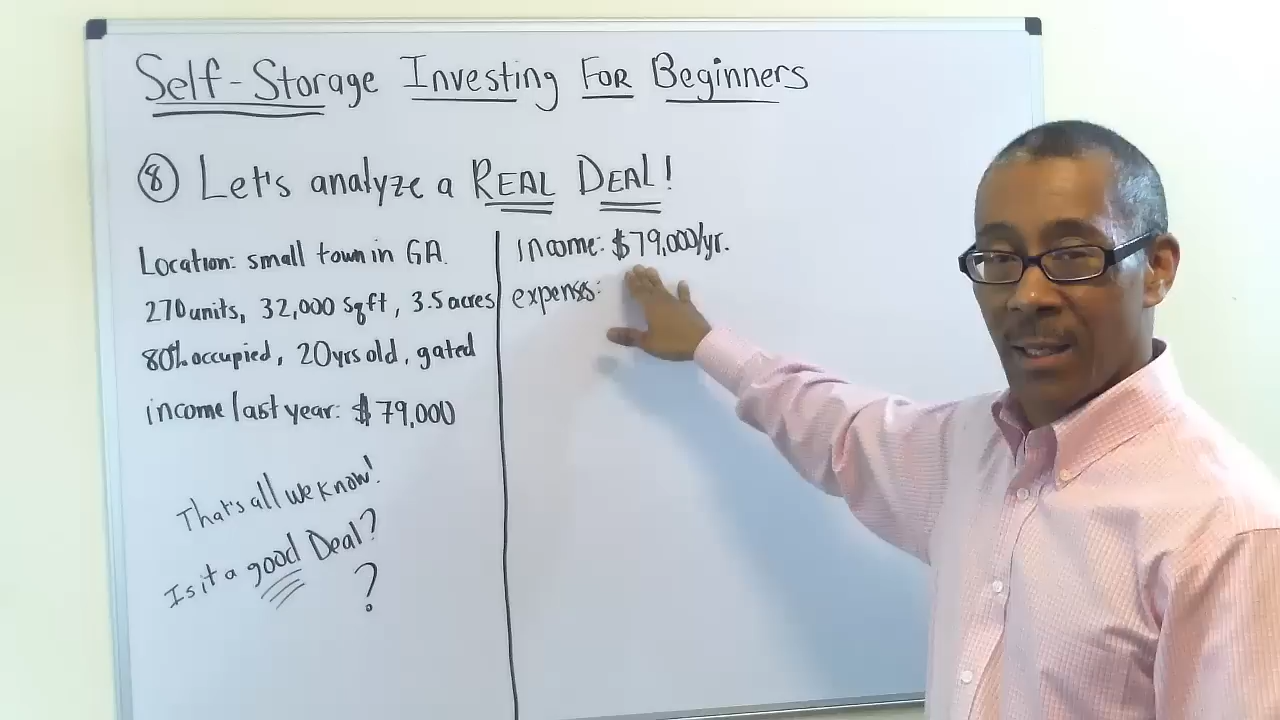 Self-Storage Investing FOR Beginners
⑧ Let's analyze a REAL DEAL!
Location: small town in GA.
270 units, 32,000 sqft, 3.5 acres
80% occupied, 20 yrs old, gated
income last year: $79,000
That's all we know!
Is it a good Deal?
?
income: $79,000/yr.
expenses: